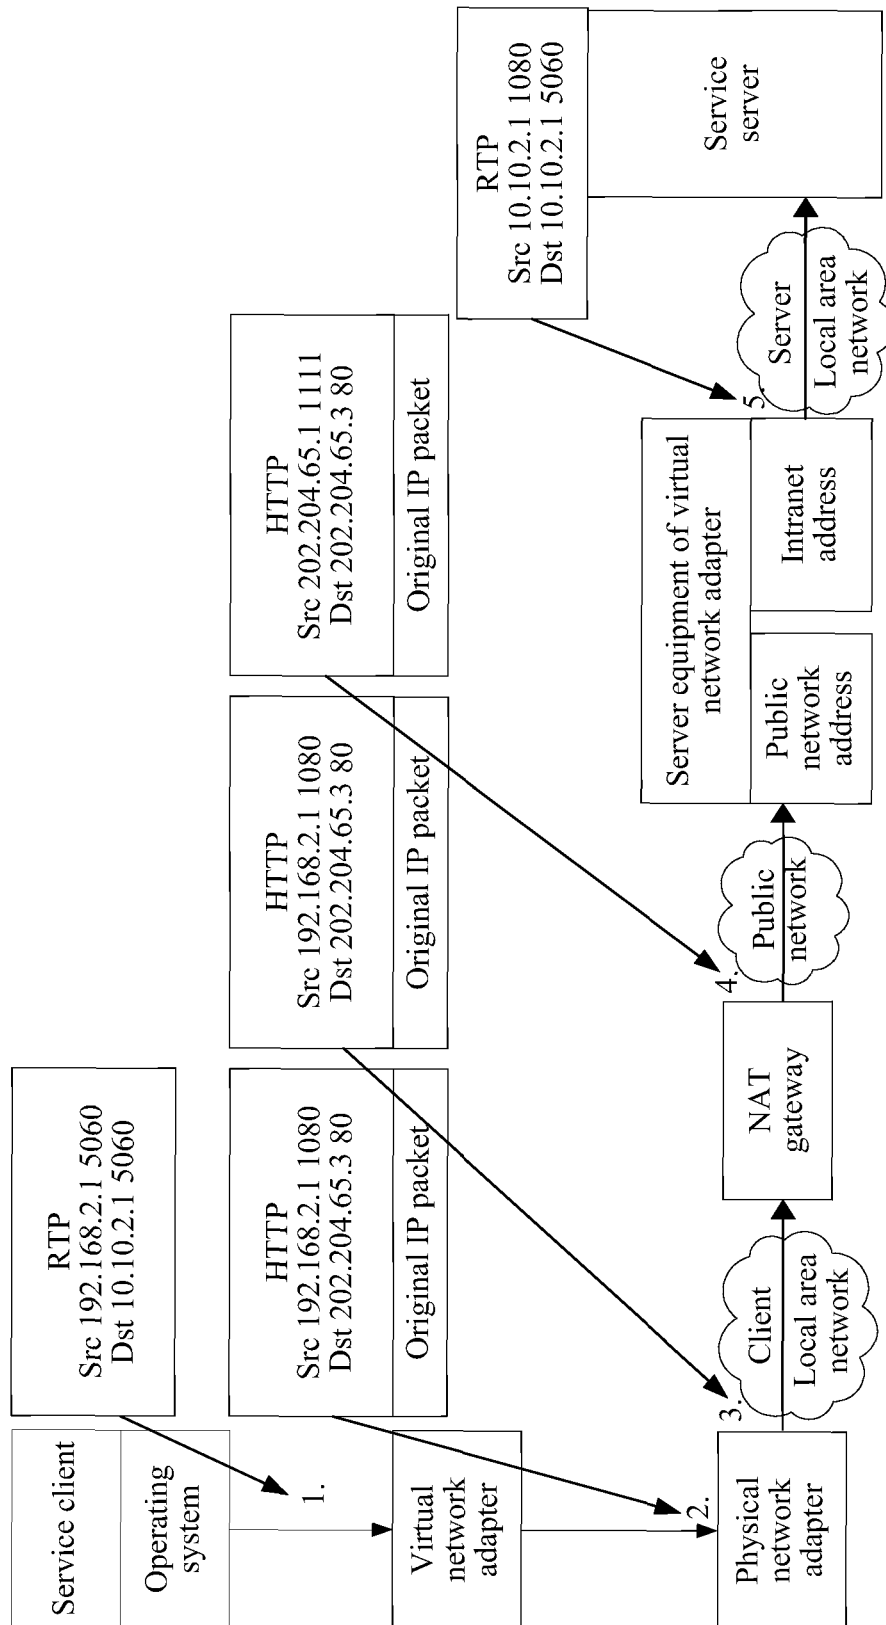 Service client
Operating
system
RTP
Src 192.168.2.1 5060
Dst 10.10.2.1 5060
1.
Virtual
network
adapter
HTTP
Src 192.168.2.1 1080
Dst 202.204.65.3 80
Original IP packet
2.
Physical
network
adapter
HTTP
Src 192.168.2.1 1080
Dst 202.204.65.3 80
Original IP packet
3.
Client
Local area
network
NAT
gateway
HTTP
Src 202.204.65.1 1111
Dst 202.204.65.3 80
Original IP packet
4.
Public
network
Server equipment of virtual
network adapter
Public
network
address
Intranet
address
RTP
Src 10.10.2.1 1080
Dst 10.10.2.1 5060
5.
Server
Local area
network
Service
server